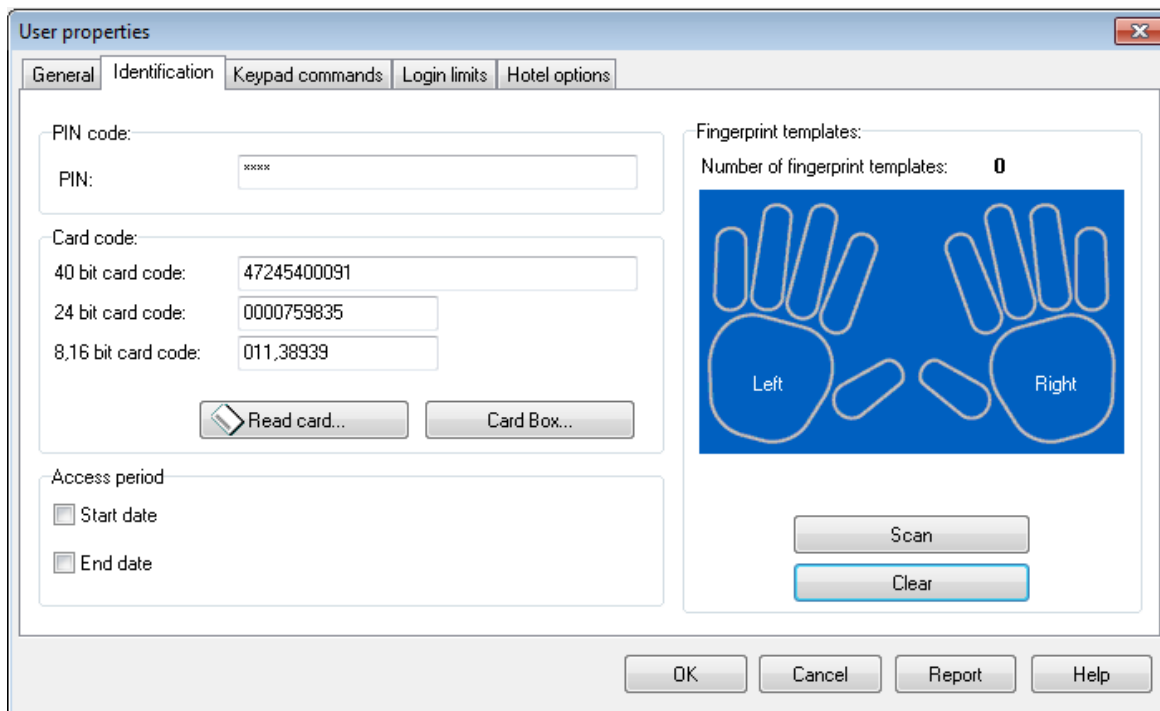 User properties
General Identification Keypad commands Login limits Hotel options
PIN code:
PIN: ****
Card code:
40 bit card code: 47245400091
24 bit card code: 0000759835
8,16 bit card code: 011,38939
Read card... Card Box...
Access period
Start date
End date
Fingerprint templates:
Number of fingerprint templates: 0
Left Right
Scan
Clear
OK Cancel Report Help